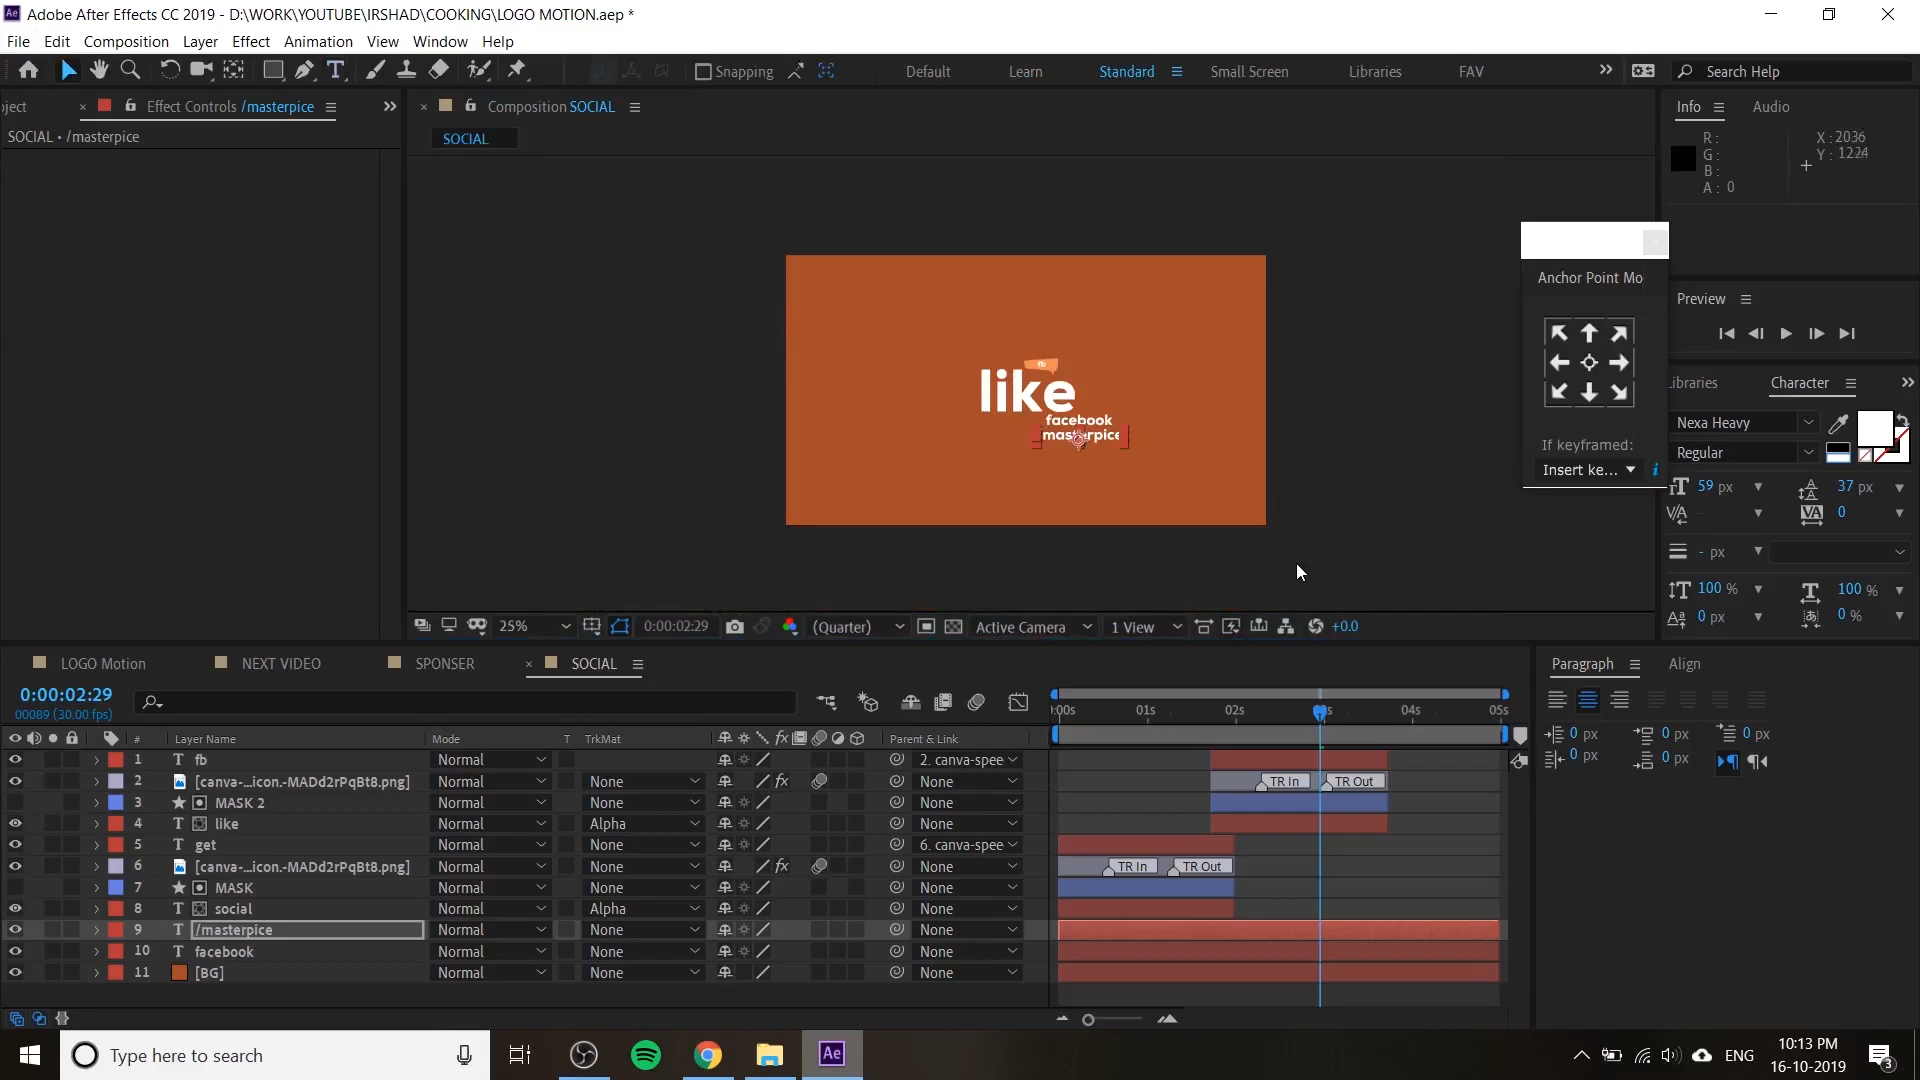 Adobe After Effects CC 2019 - D:\WORK\YOUTUBE\IRSHAD\COOKING\LOGO MOTION.aep *
File Edit Composition Layer Effect Animation View Window Help
Snapping Default Learn Standard Small Screen Libraries FAV Search Help
ject Effect Controls /masterpice
SOCIAL • /masterpice
Composition SOCIAL
SOCIAL
Info Audio
R :
G :
B :
A : 0
X : 2036
Y : 1224
Anchor Point Mo
If keyframed:
Insert ke...
Preview
Libraries Character
Nexa Heavy
Regular
59 px 37 px
0
- px
100 % 100 %
0 px 0 %
like
fb
facebook
masterpice
25% 0:00:02:29 (Quarter) Active Camera 1 View +0.0
LOGO Motion NEXT VIDEO SPONSER SOCIAL
Paragraph Align
0 px 0 px 0 px
0 px 0 px
0:00:02:29
00089 (30.00 fps)
:00s 01s 02s 04s 05s
# Layer Name Mode T TrkMat Parent & Link
1 fb Normal 2. canva-spee
2 [canva-...icon.-MADd2rPqBt8.png] Normal None fx None TR In TR Out
3 MASK 2 Normal None None
4 like Normal Alpha None
5 get Normal None 6. canva-spee
6 [canva-...icon.-MADd2rPqBt8.png] Normal None fx None TR In TR Out
7 MASK Normal None None
8 social Normal Alpha None
9 /masterpice Normal None None
10 facebook Normal None None
11 [BG] Normal None None
Type here to search
ENG
10:13 PM
16-10-2019
3